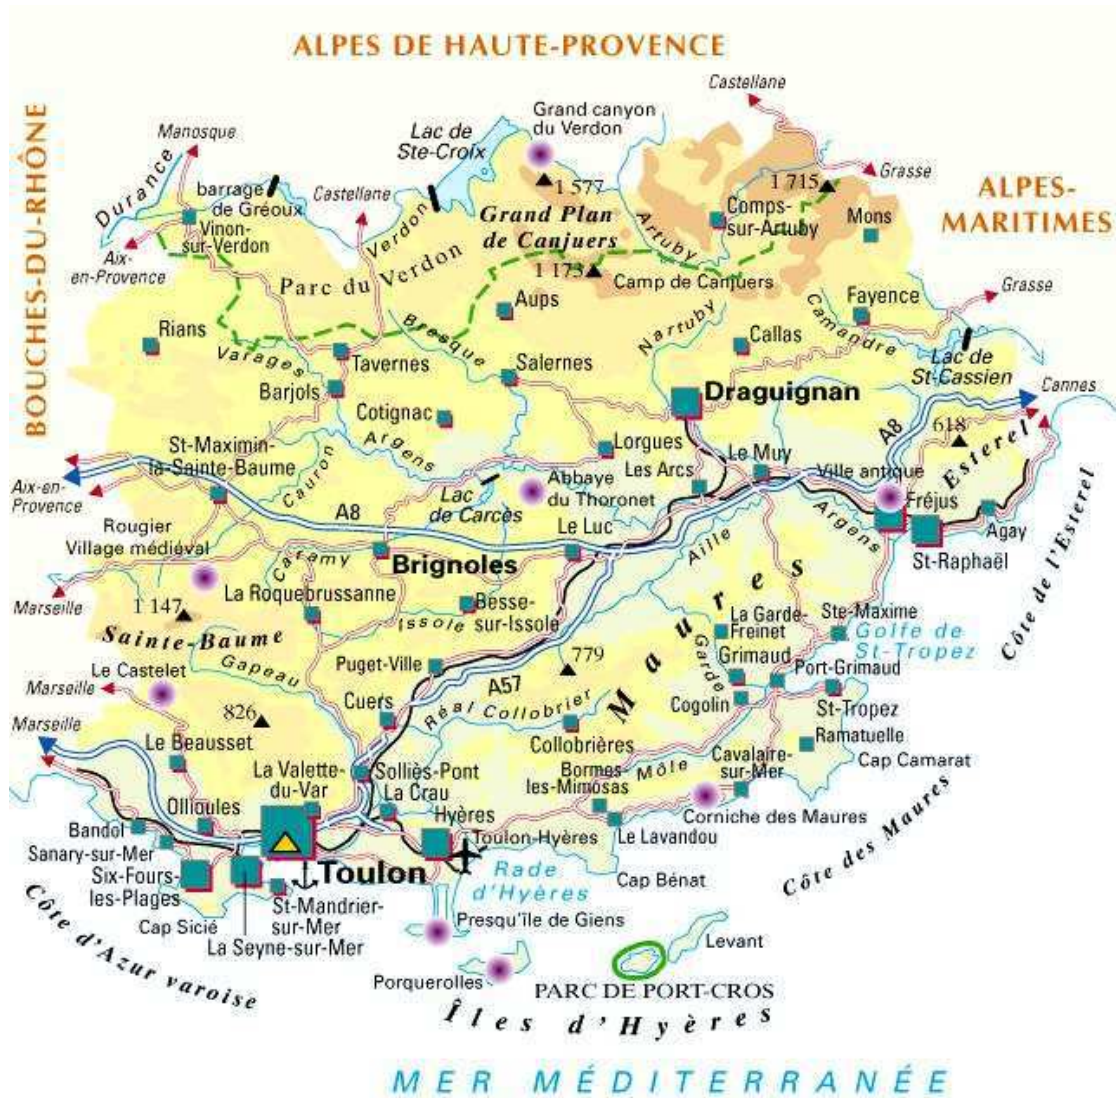 ALPES DE HAUTE-PROVENCE
BOUCHES-DU-RHÔNE
ALPES-
MARITIMES
Castellane
Grand canyon
du Verdon
Manosque
Lac de
Ste-Croix
Durance
barrage
de Gréoux
Castellane
Grasse
1 577
1 715
Vinon-
sur-Verdon
Verdon
Grand Plan
de Canjuers
Artuby
Comps-
sur-Artuby
Mons
Aix-
en-Provence
Parc du Verdon
1 173
Camp de Canjuers
Grasse
Aups
Fayence
Rians
Bresque
Nartuby
Callas
Camandre
Varages
Tavernes
Salernes
Lac de
St-Cassien
Barjols
Draguignan
Cannes
Cotignac
A8
618
Esterel
St-Maximin-
la-Sainte-Baume
Argens
Lorgues
Le Muy
Aix-en-
Provence
Cauron
Lac
de Carcès
Abbaye
du Thoronet
Les Arcs
Ville antique
Fréjus
A8
Le Luc
Argens
Agay
Rougier
Village médiéval
Caramy
Brignoles
Aille
St-Raphaël
Côte de l'Esterel
Marseille
La Roquebrussanne
Besse-
sur-Issole
Issole
Maures
La Garde-
Freinet
Ste-Maxime
1 147
Sainte-Baume
Golfe de
St-Tropez
Gapeau
Puget-Ville
779
Garde
Grimaud
Port-Grimaud
Le Castelet
Marseille
A57
Cogolin
St-Tropez
Marseille
826
Cuers
Réal Collobrier
Collobrières
Ramatuelle
Le Beausset
Cap Camarat
La Valette-
du-Var
Solliès-Pont
Bormes-
les-Mimosas
Môte
Cavalaire-
sur-Mer
Ollioules
La Crau
Hyères
Corniche des Maures
Bandol
Toulon-Hyères
Le Lavandou
Côte des Maures
Sanary-sur-Mer
Six-Fours-
les-Plages
Toulon
Rade
d'Hyères
Cap Bénat
St-Mandrier-
sur-Mer
Cap Sicié
La Seyne-sur-Mer
Presqu'île de Giens
Levant
Côte d'Azur varoise
Porquerolles
PARC DE PORT-CROS
Îles d'Hyères
MER MÉDITERRANÉE